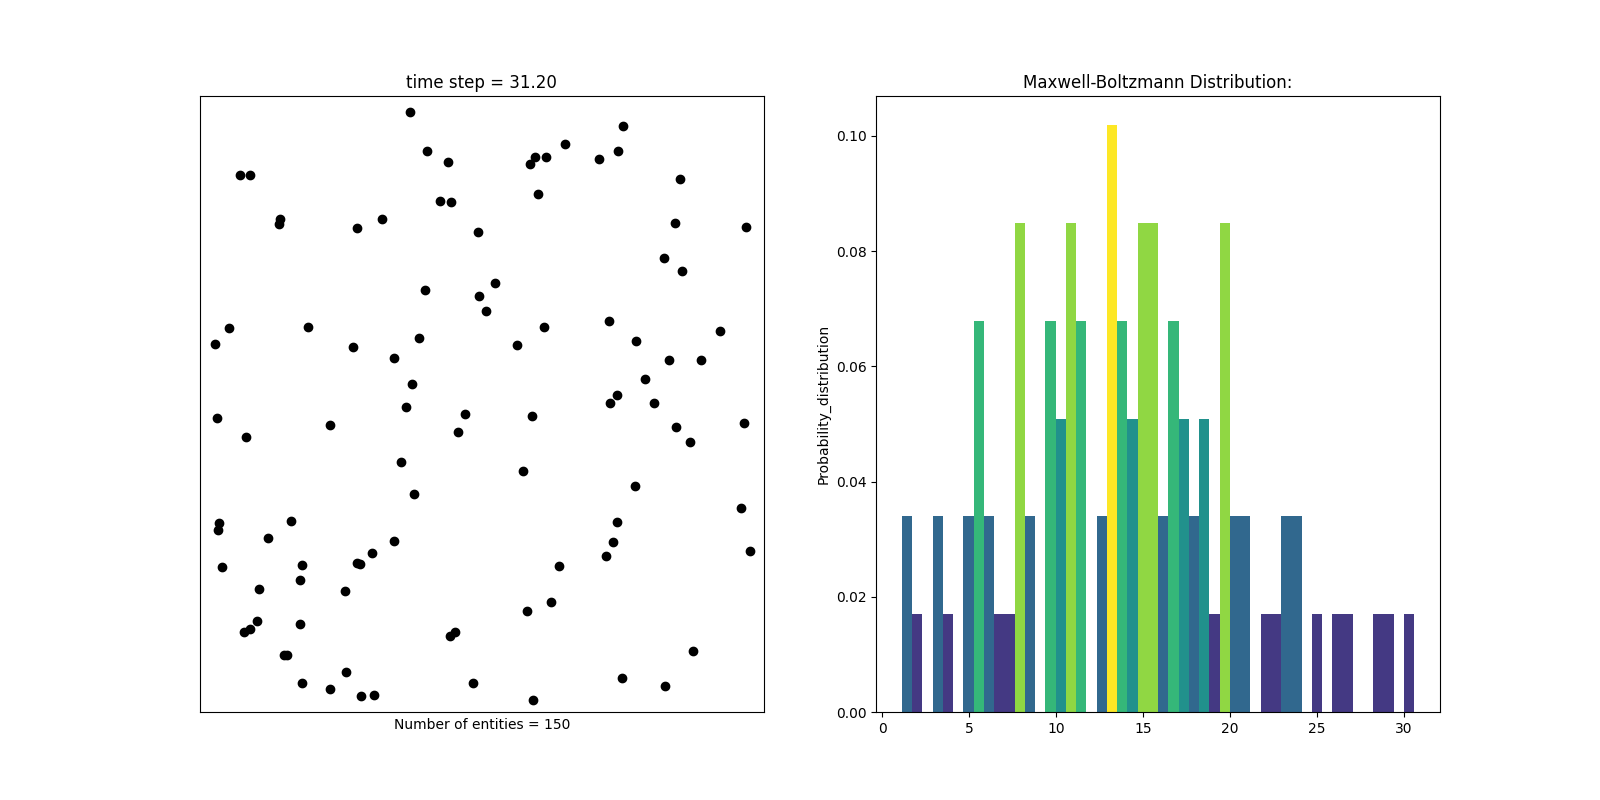 time step = 31.20
Number of entities = 150
Maxwell-Boltzmann Distribution:
Probability_distribution
0.10
0.08
0.06
0.04
0.02
0.00
0 5 10 15 20 25 30